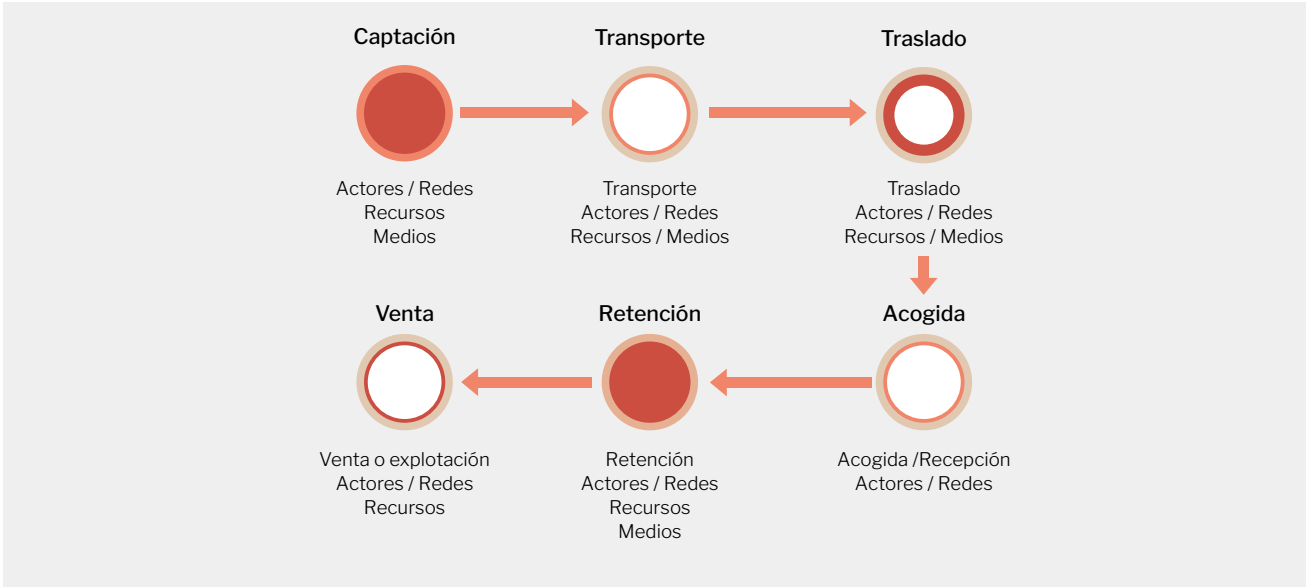 Captación
Actores / Redes
Recursos
Medios
Transporte
Transporte
Actores / Redes
Recursos / Medios
Traslado
Traslado
Actores / Redes
Recursos / Medios
Acogida
Acogida /Recepción
Actores / Redes
Retención
Retención
Actores / Redes
Recursos
Medios
Venta
Venta o explotación
Actores / Redes
Recursos